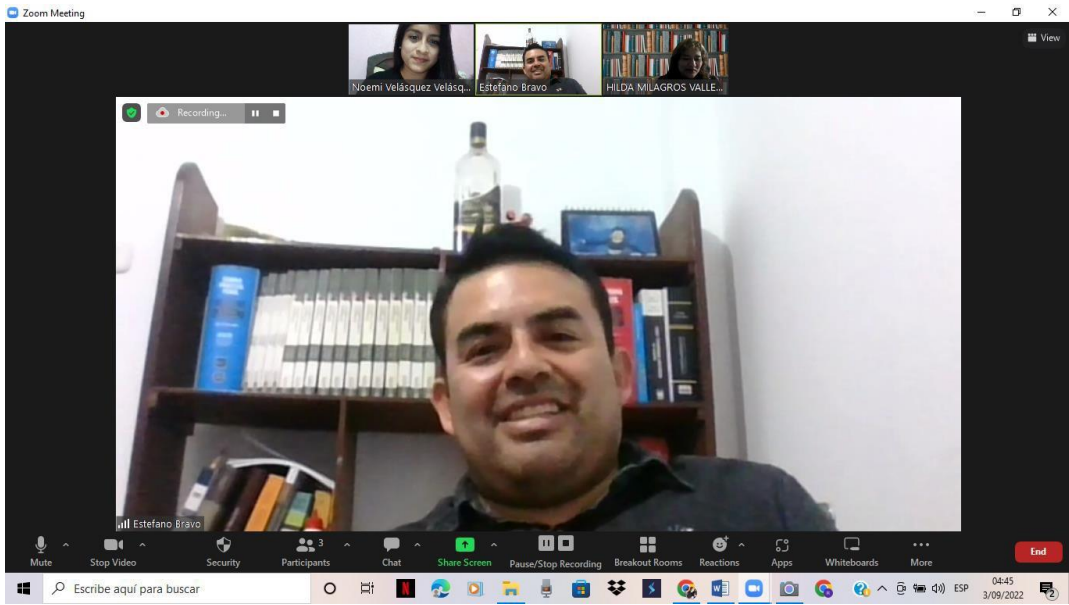 Zoom Meeting
View
Noemi Velásquez Velásq...
Estefano Bravo
HILDA MILAGROS VALLE...
Recording...
Estefano Bravo
Mute
Stop Video
Security
3
Participants
Chat
Share Screen
Pause/Stop Recording
Breakout Rooms
Reactions
Apps
Whiteboards
More
End
Escribe aquí para buscar
ESP
04:45
3/09/2022
2